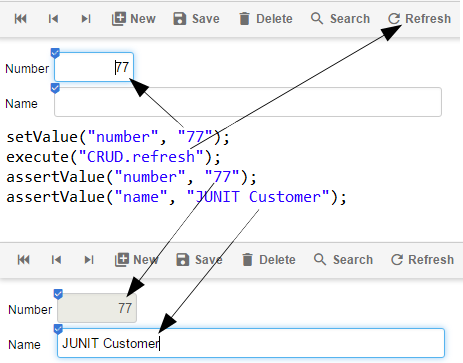 New Save Delete Search Refresh
Number 77
Name
setValue("number", "77");
execute("CRUD.refresh");
assertValue("number", "77");
assertValue("name", "JUNIT Customer");
New Save Delete Search Refresh
Number 77
Name JUNIT Customer